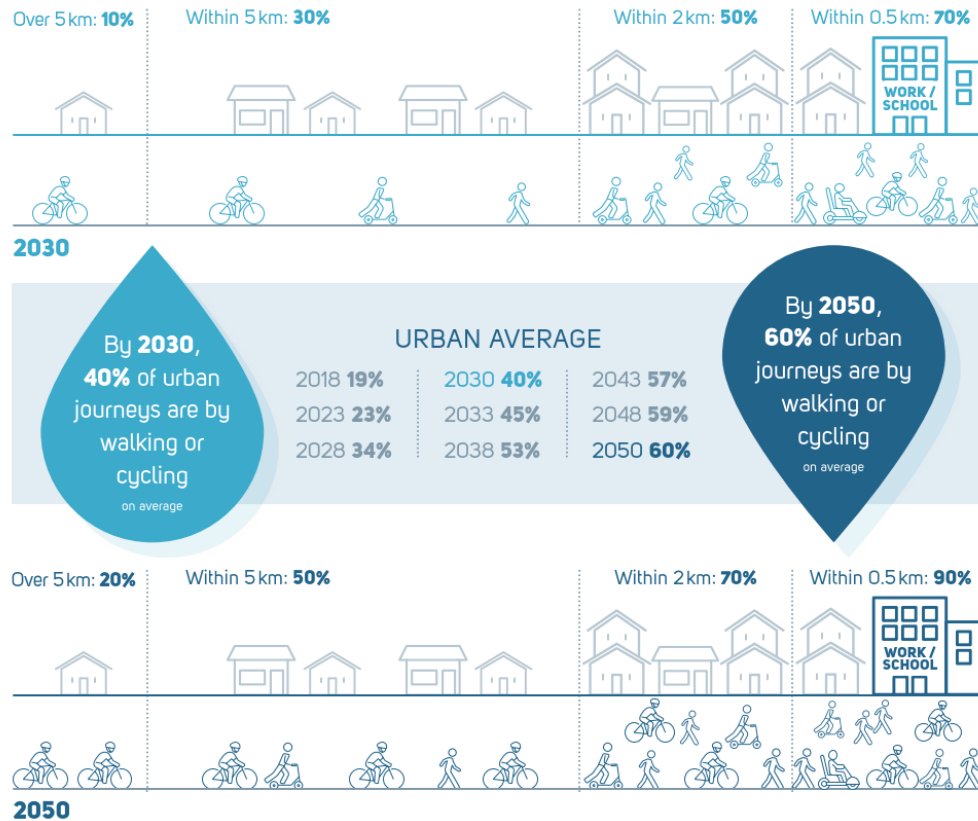 Over 5 km: 10%
Within 5 km: 30%
Within 2 km: 50%
Within 0.5 km: 70%
WORK /
SCHOOL
2030
By 2030,
40% of urban
journeys are by
walking or
cycling
on average
URBAN AVERAGE
2018 19%
2023 23%
2028 34%
2030 40%
2033 45%
2038 53%
2043 57%
2048 59%
2050 60%
By 2050,
60% of urban
journeys are by
walking or
cycling
on average
Over 5 km: 20%
Within 5 km: 50%
Within 2 km: 70%
Within 0.5 km: 90%
WORK /
SCHOOL
2050